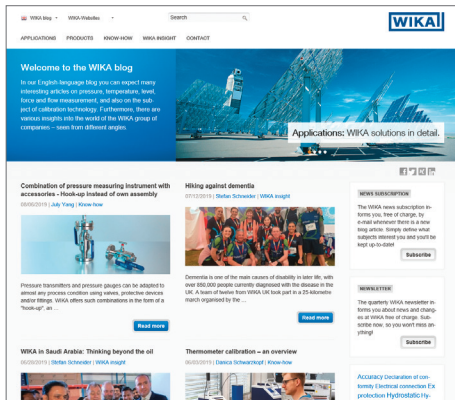 WIKA blog
WIKA-Websites
Search
WIKA
APPLICATIONS PRODUCTS KNOW-HOW WIKA INSIGHT CONTACT
Welcome to the WIKA blog
In our English-language blog you can expect many
interesting articles on pressure, temperature, level,
force and flow measurement, and also on the sub-
ject of calibration technology. Furthermore, there are
various insights into the world of the WIKA group of
companies – seen from different angles.
Applications: WIKA solutions in detail.
Combination of pressure measuring instrument with
accessories - Hook-up instead of own assembly
| July Yang | Know-how
Pressure transmitters and pressure gauges can be adapted to
almost any process condition using valves, protective devices
and/or fittings. WIKA offers such combinations in the form of a
"hook-up", an ...
Read more
Hiking against dementia
07/12/2019 | Stefan Schneider | WIKA insight
Dementia is one of the main causes of disability in later life, with
over 850,000 people currently diagnosed with the disease in the
UK. A team of twelve from WIKA UK took part in a 25-kilometre
march organised by the ...
Read more
NEWS SUBSCRIPTION
The WIKA news subscription in-
forms you, free of charge, by
e-mail whenever there is a new
blog article. Simply define what
subjects interest you and you'll be
kept up-to-date!
Subscribe
NEWSLETTER
The quarterly WIKA newsletter in-
forms you about news and chang-
es at WIKA free of charge. Sub-
scribe now, so you won't miss an-
ything!
Subscribe
WIKA in Saudi Arabia: Thinking beyond the oil
| Stefan Schneider | WIKA insight
Thermometer calibration – an overview
| Danica Schwarzkopf | Know-how
Accuracy Declaration of con-
formity Electrical connection Ex
protection Hydrostatic Hy-